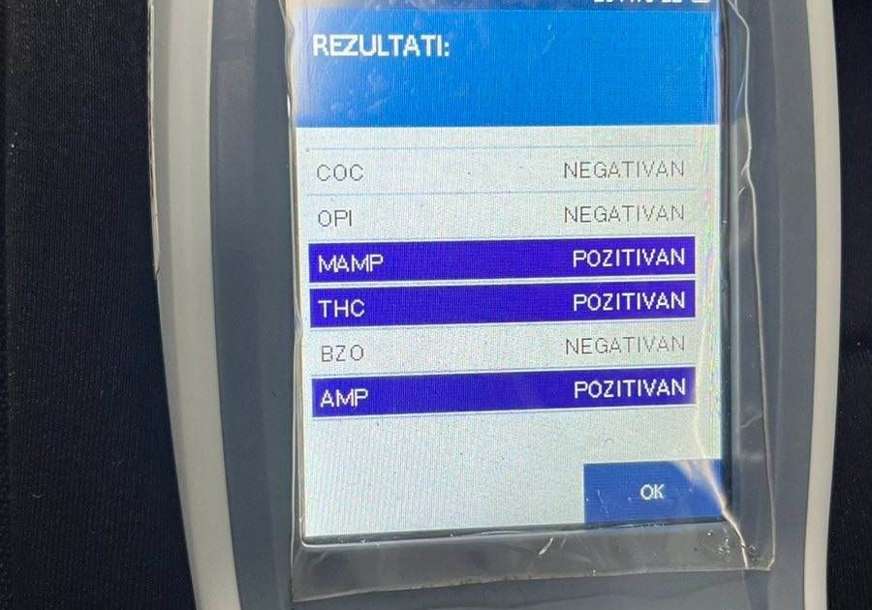 REZULTATI:
COC NEGATIVAN
OPI NEGATIVAN
MAMP POZITIVAN
THC POZITIVAN
BZO NEGATIVAN
AMP POZITIVAN
OK